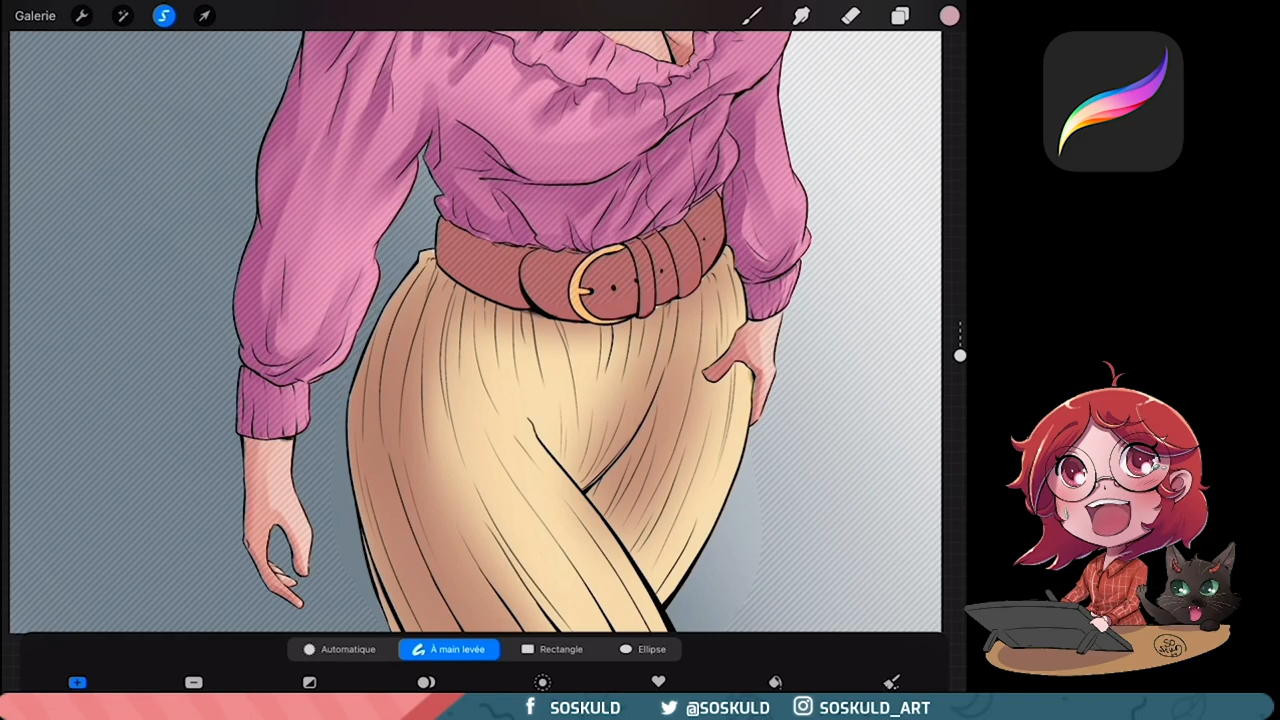 Galerie
Automatique
À main levée
Rectangle
Ellipse
SOSKULD
@SOSKULD
SOSKULD_ART